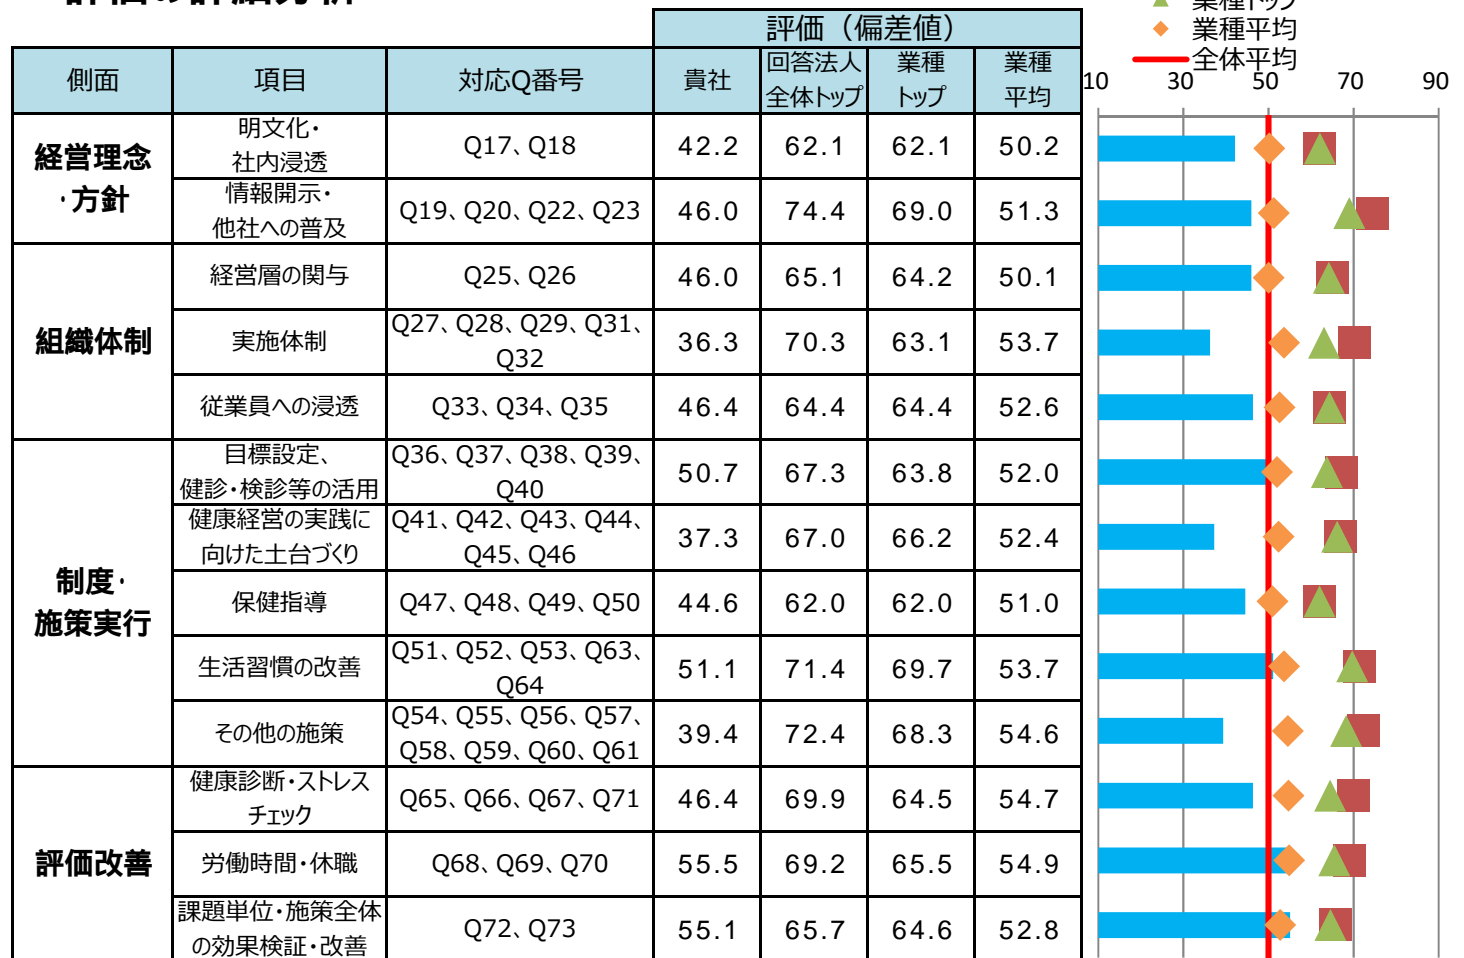 評価の詳細分析
業種トップ
業種平均
全体平均
評価（偏差値）
側面 項目 対応Q番号 貴社 回答法人 業種 業種
全体トップ トップ 平均
10 30 50 70 90
経営理念
・方針
明文化・
社内浸透
Q17、Q18 42.2 62.1 62.1 50.2
情報開示・
他社への普及
Q19、Q20、Q22、Q23 46.0 74.4 69.0 51.3
組織体制
経営層の関与 Q25、Q26 46.0 65.1 64.2 50.1
実施体制
Q27、Q28、Q29、Q31、
Q32
36.3 70.3 63.1 53.7
従業員への浸透 Q33、Q34、Q35 46.4 64.4 64.4 52.6
制度・
施策実行
目標設定、
健診・検診等の活用
Q36、Q37、Q38、Q39、
Q40
50.7 67.3 63.8 52.0
健康経営の実践に
向けた土台づくり
Q41、Q42、Q43、Q44、
Q45、Q46
37.3 67.0 66.2 52.4
保健指導 Q47、Q48、Q49、Q50 44.6 62.0 62.0 51.0
生活習慣の改善
Q51、Q52、Q53、Q63、
Q64
51.1 71.4 69.7 53.7
その他の施策
Q54、Q55、Q56、Q57、
Q58、Q59、Q60、Q61
39.4 72.4 68.3 54.6
評価改善
健康診断・ストレス
チェック
Q65、Q66、Q67、Q71 46.4 69.9 64.5 54.7
労働時間・休職 Q68、Q69、Q70 55.5 69.2 65.5 54.9
課題単位・施策全体
の効果検証・改善
Q72、Q73 55.1 65.7 64.6 52.8